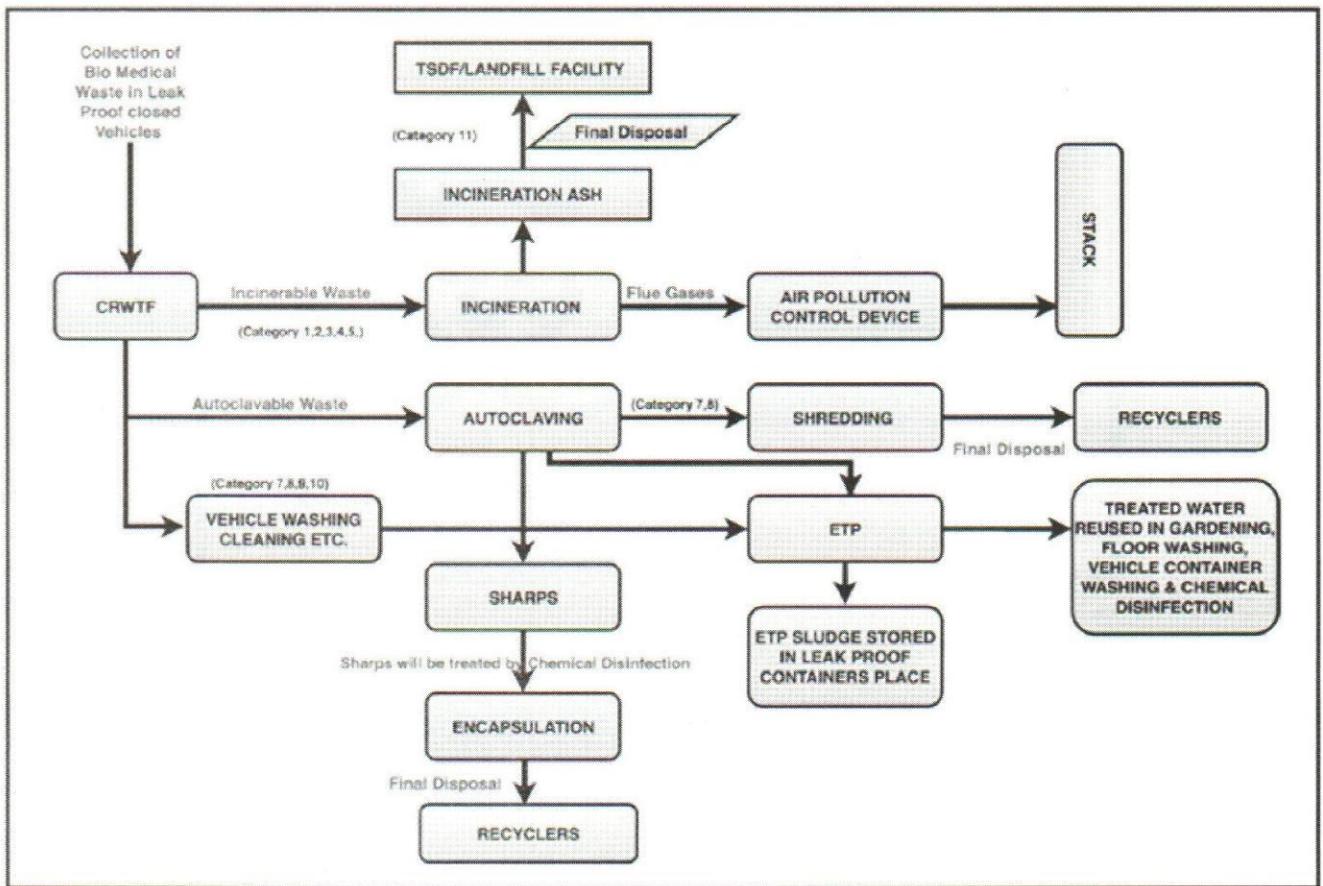 Collection of
Bio Medical
Waste in Leak
Proof closed
Vehicles
TSDF/LANDFILL FACILITY
(Category 11)
Final Disposal
INCINERATION ASH
STACK
CRWTF
Incinerable Waste
(Category 1,2,3,4,5,)
INCINERATION
Flue Gases
AIR POLLUTION
CONTROL DEVICE
Autoclavable Waste
AUTOCLAVING
(Category 7,8)
SHREDDING
Final Disposal
RECYCLERS
(Category 7,8,9,10)
VEHICLE WASHING
CLEANING ETC.
ETP
TREATED WATER
REUSED IN GARDENING,
FLOOR WASHING,
VEHICLE CONTAINER
WASHING & CHEMICAL
DISINFECTION
SHARPS
ETP SLUDGE STORED
IN LEAK PROOF
CONTAINERS PLACE
Sharps will be treated by Chemical Disinfection
ENCAPSULATION
Final Disposal
RECYCLERS